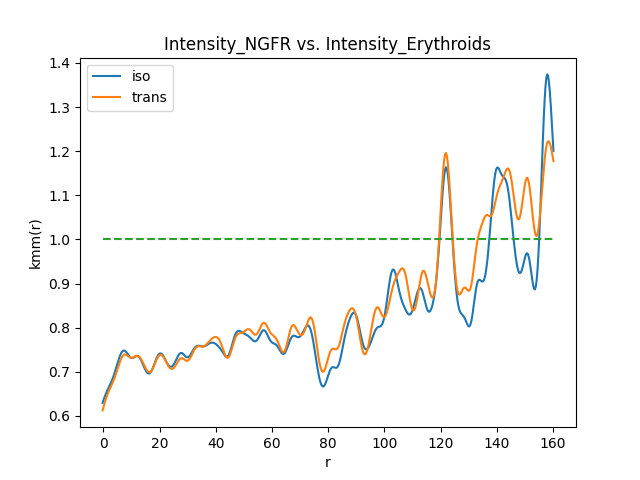 Intensity_NGFR vs. Intensity_Erythroids
iso
trans
kmm(r)
1.4
1.3
1.2
1.1
1.0
0.9
0.8
0.7
0.6
0 20 40 60 80 100 120 140 160
r